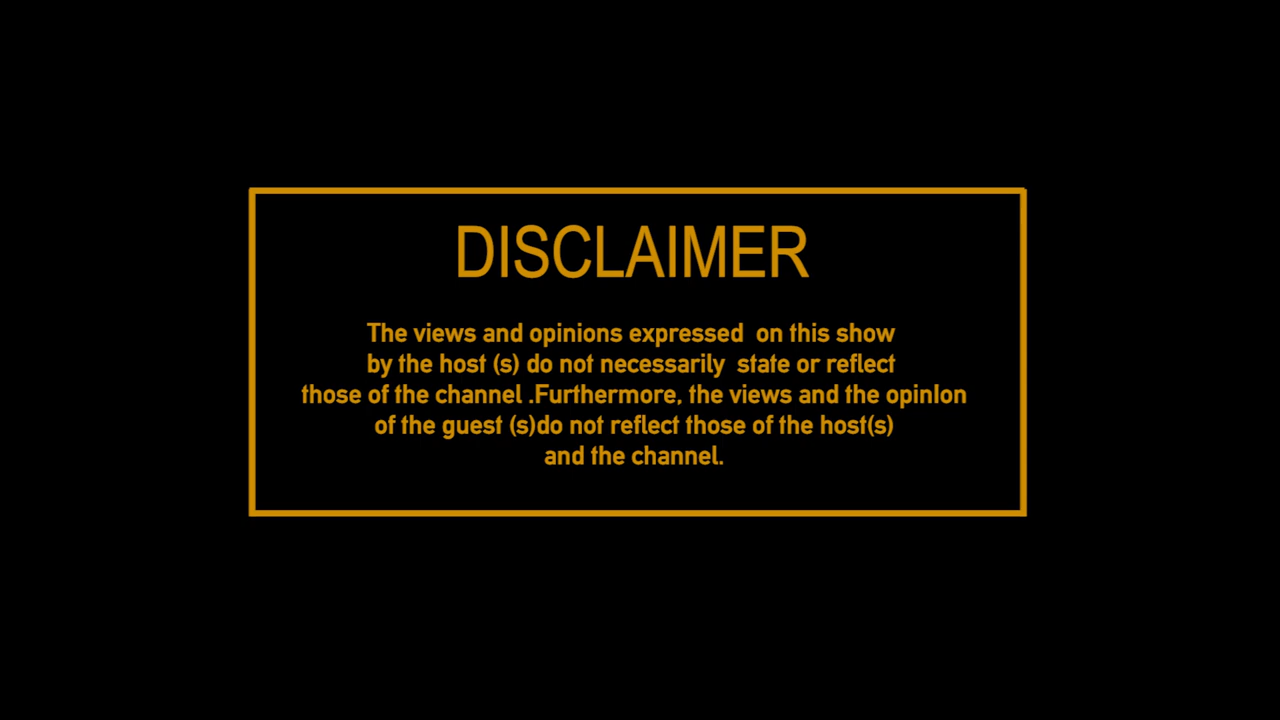 DISCLAIMER
The views and opinions expressed  on this show
by the host (s) do not necessarily  state or reflect
those of the channel .Furthermore, the views and the opinIon
of the guest (s)do not reflect those of the host(s)
and the channel.